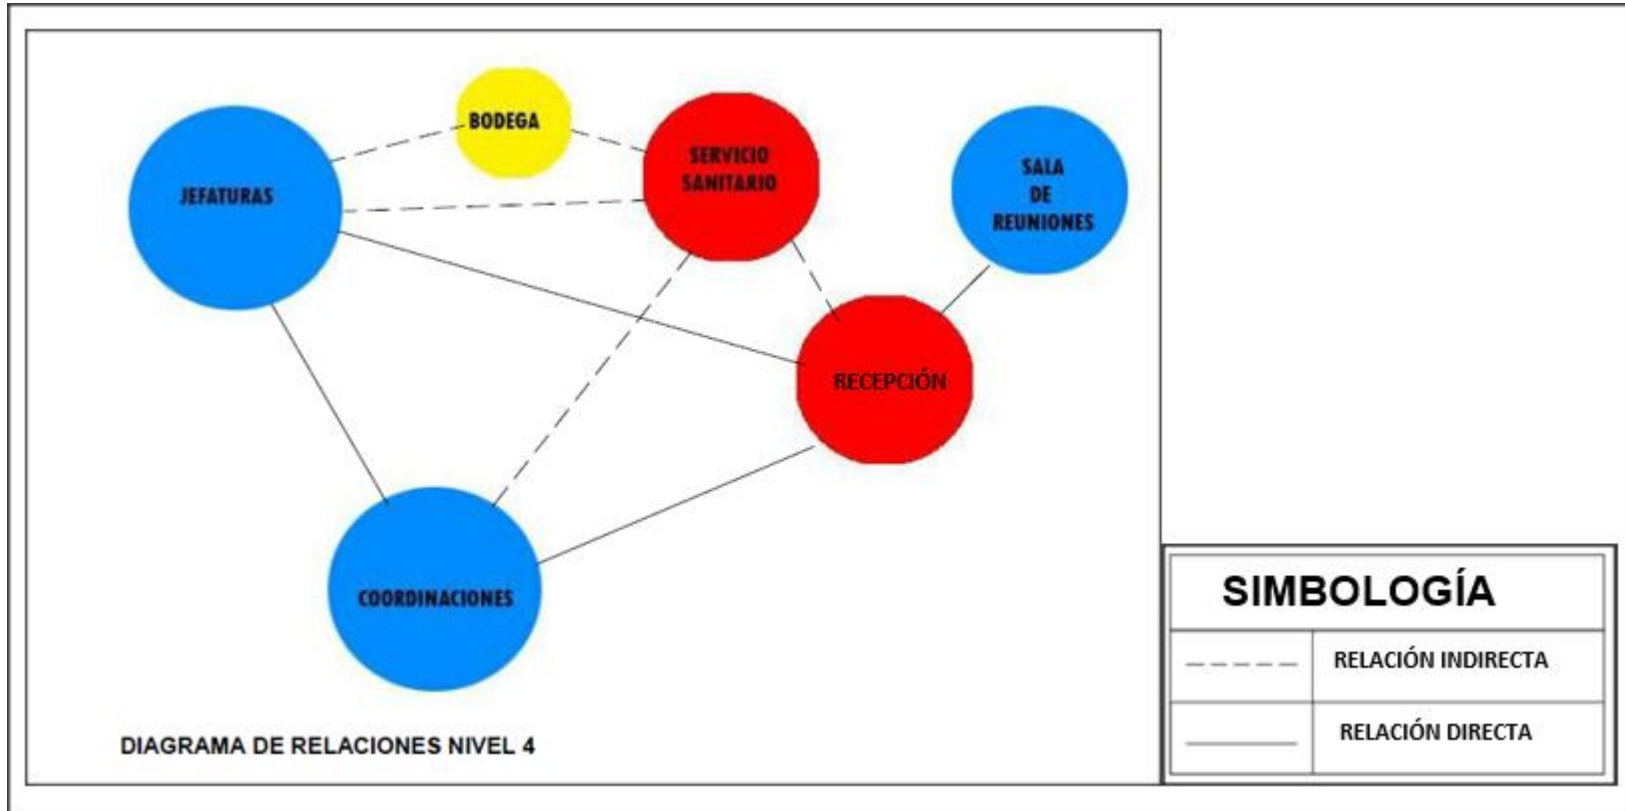 BODEGA
SERVICIO
SANITARIO
SALA
DE
REUNIONES
JEFATURAS
RECEPCIÓN
COORDINACIONES
DIAGRAMA DE RELACIONES NIVEL 4
SIMBOLOGÍA
RELACIÓN INDIRECTA
RELACIÓN DIRECTA